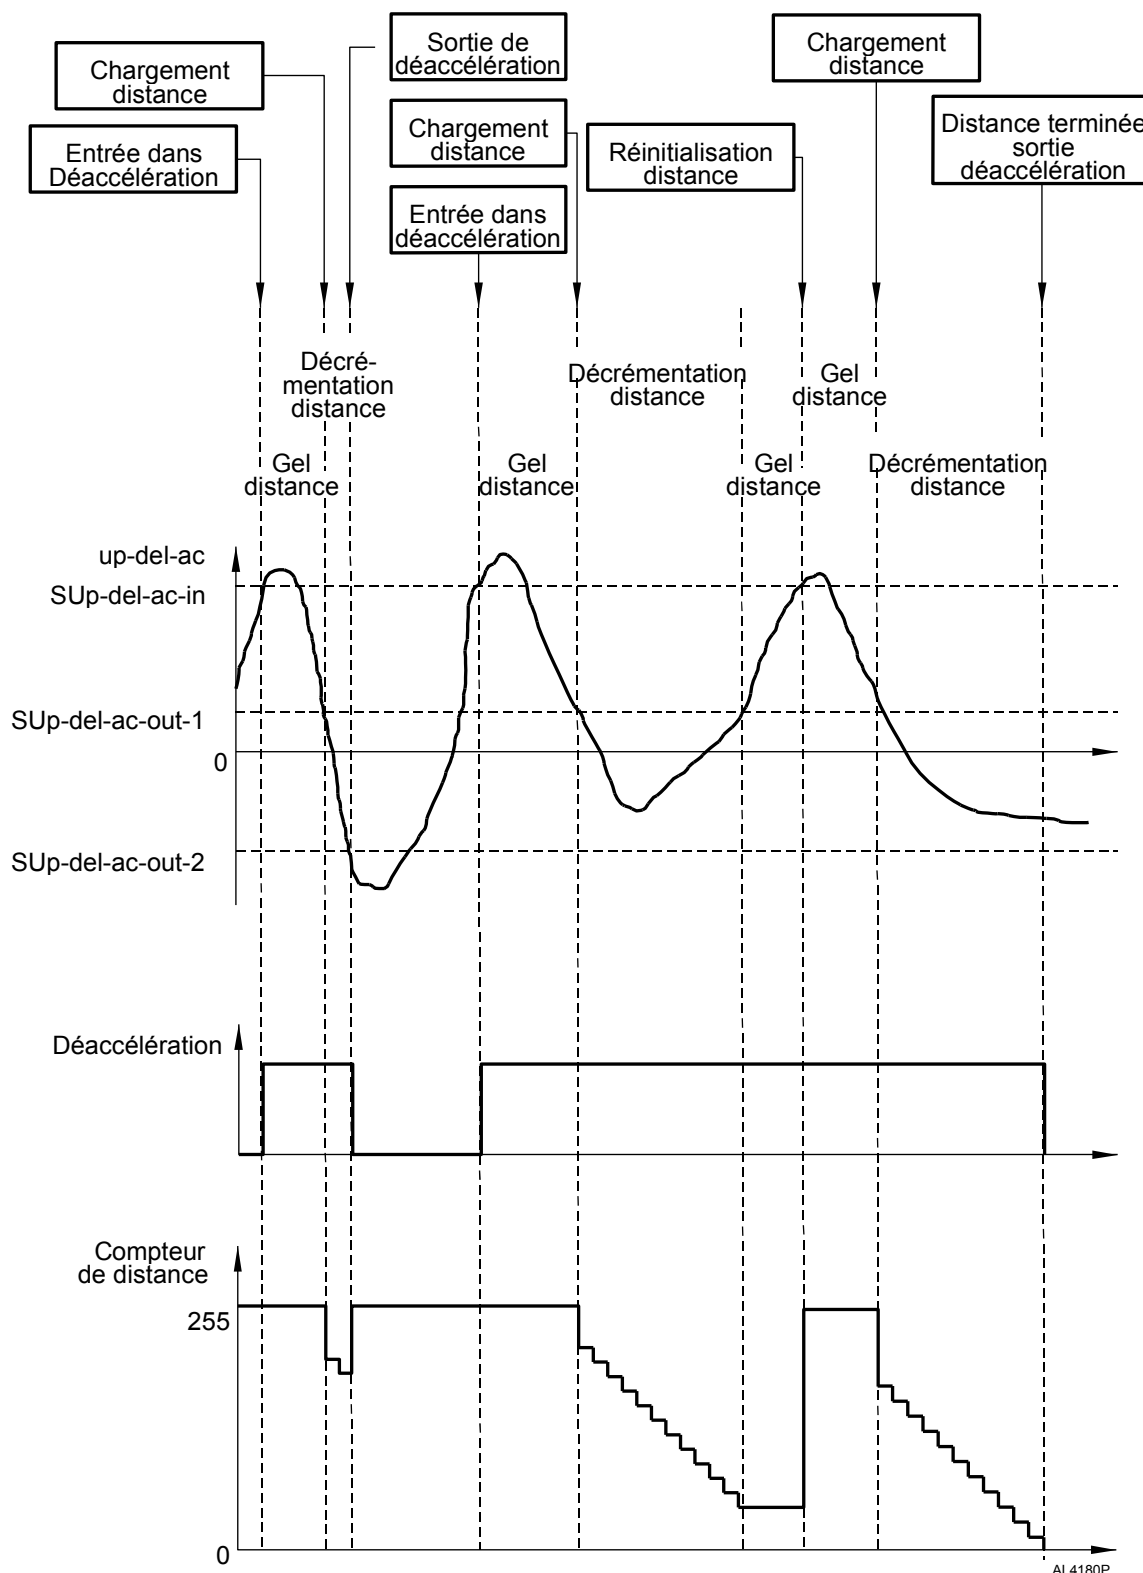 Chargement
distance
Entrée dans
Déaccélération
Sortie de
déaccélération
Chargement
distance
Entrée dans
déaccélération
Réinitialisation
distance
Chargement
distance
Distance terminée
sortie
déaccélération
Décré-
mentation
distance
Décrémentation
distance
Gel
distance
Gel
distance
Gel
distance
Gel
distance
Décrémentation
distance
up-del-ac
SUp-del-ac-in
SUp-del-ac-out-1
0
SUp-del-ac-out-2
Déaccélération
Compteur
de distance
255
0
AL4180P